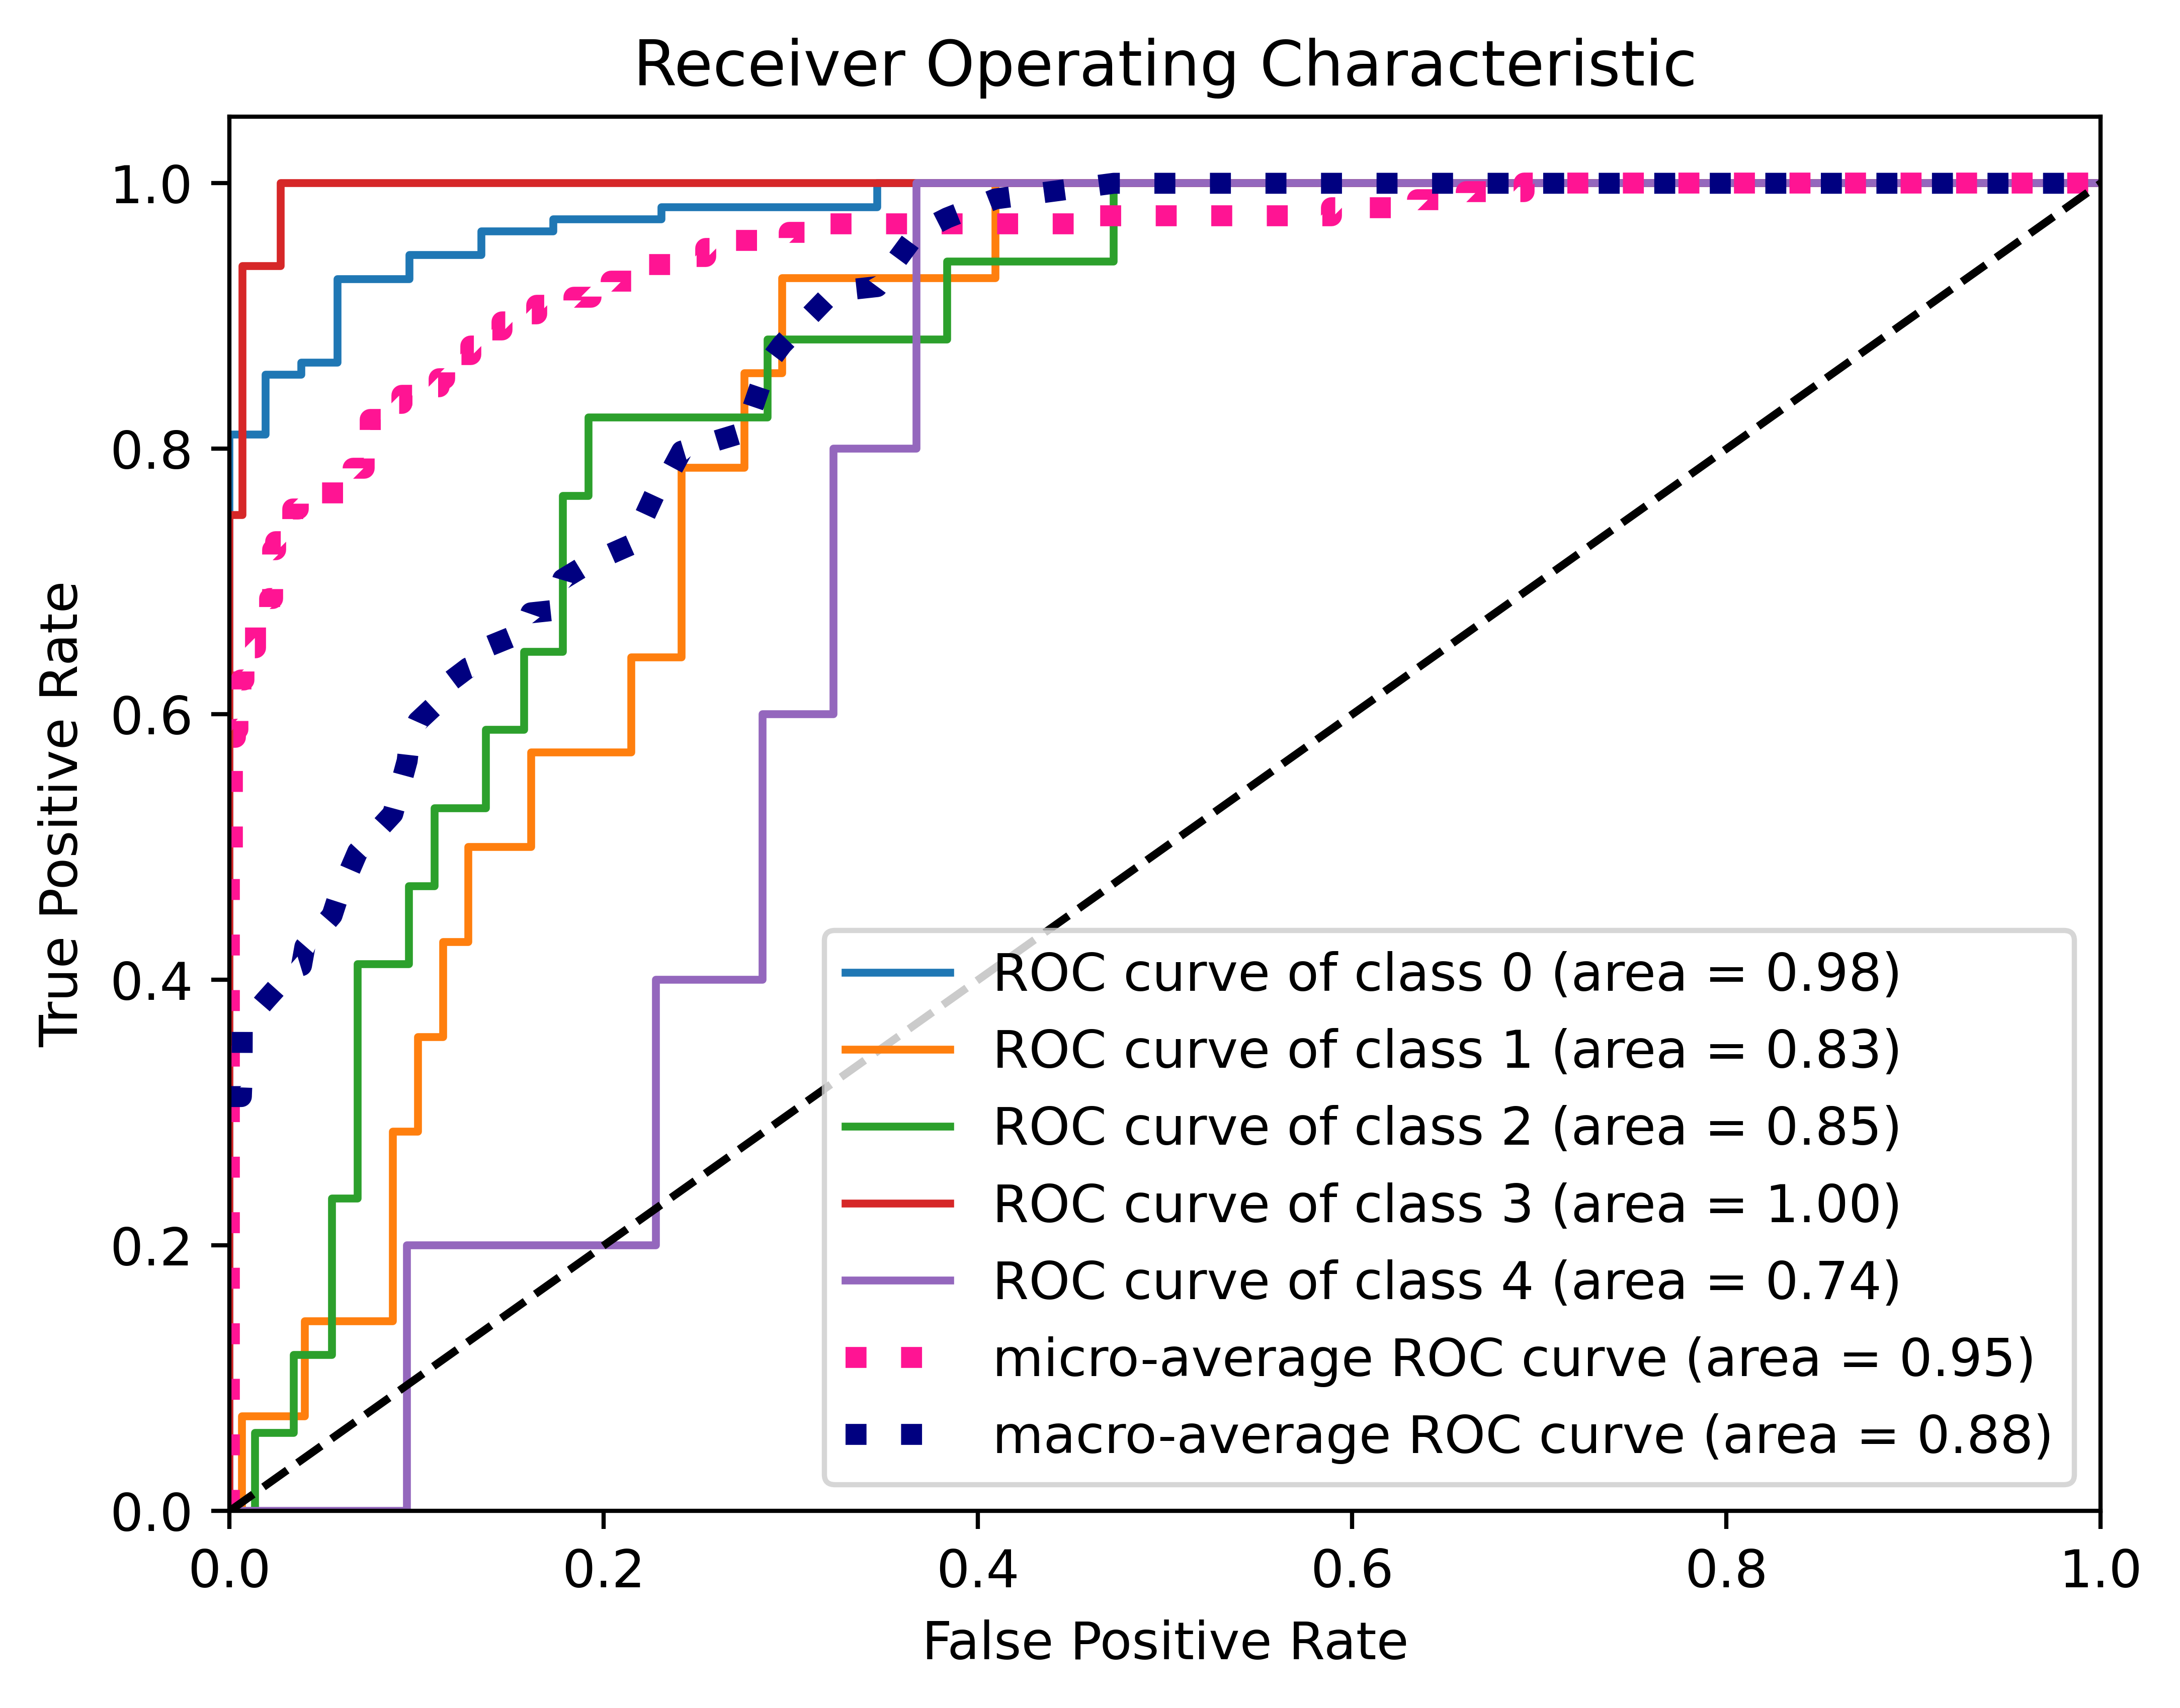 Receiver Operating Characteristic
True Positive Rate
1.0
0.8
0.6
0.4
0.2
0.0
ROC curve of class 0 (area = 0.98)
ROC curve of class 1 (area = 0.83)
ROC curve of class 2 (area = 0.85)
ROC curve of class 3 (area = 1.00)
ROC curve of class 4 (area = 0.74)
micro-average ROC curve (area = 0.95)
macro-average ROC curve (area = 0.88)
0.0 0.2 0.4 0.6 0.8 1.0
False Positive Rate